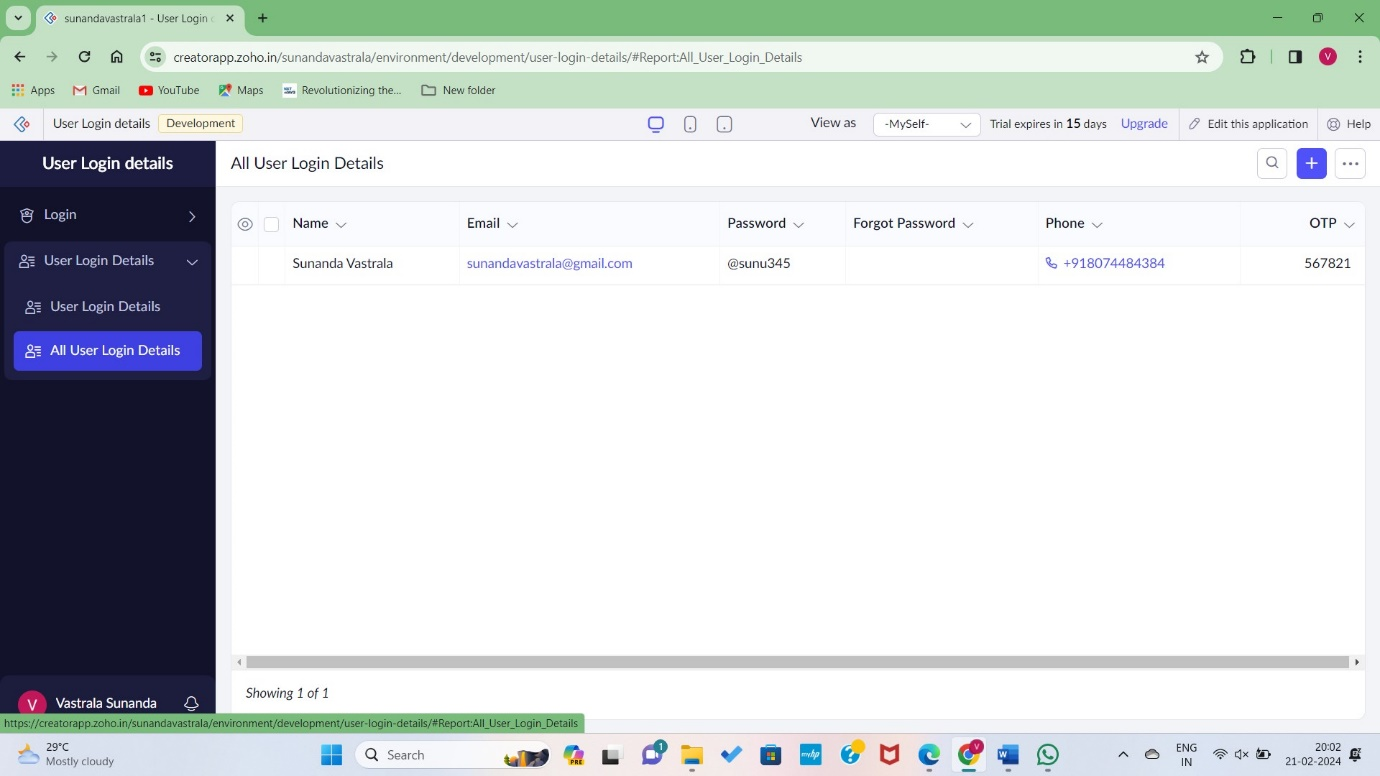 sunandavastrala1 - User Login d
creatorapp.zoho.in/sunandavastrala/environment/development/user-login-details/#Report:All_User_Login_Details
V
Apps Gmail YouTube Maps Revolutionizing the... New folder
User Login details Development View as -MySelf- Trial expires in 15 days Upgrade Edit this application Help
User Login details
All User Login Details
Login
User Login Details
User Login Details
All User Login Details
Name Email Password Forgot Password Phone OTP
Sunanda Vastrala sunandavastrala@gmail.com @sunu345 +918074484384 567821
Showing 1 of 1
V Vastrala Sunanda
https://creatorapp.zoho.in/sunandavastrala/environment/development/user-login-details/#Report:All_User_Login_Details
29°C
Mostly cloudy
Search
PRE
1
myhp
V
ENG
IN
20:02
21-02-2024